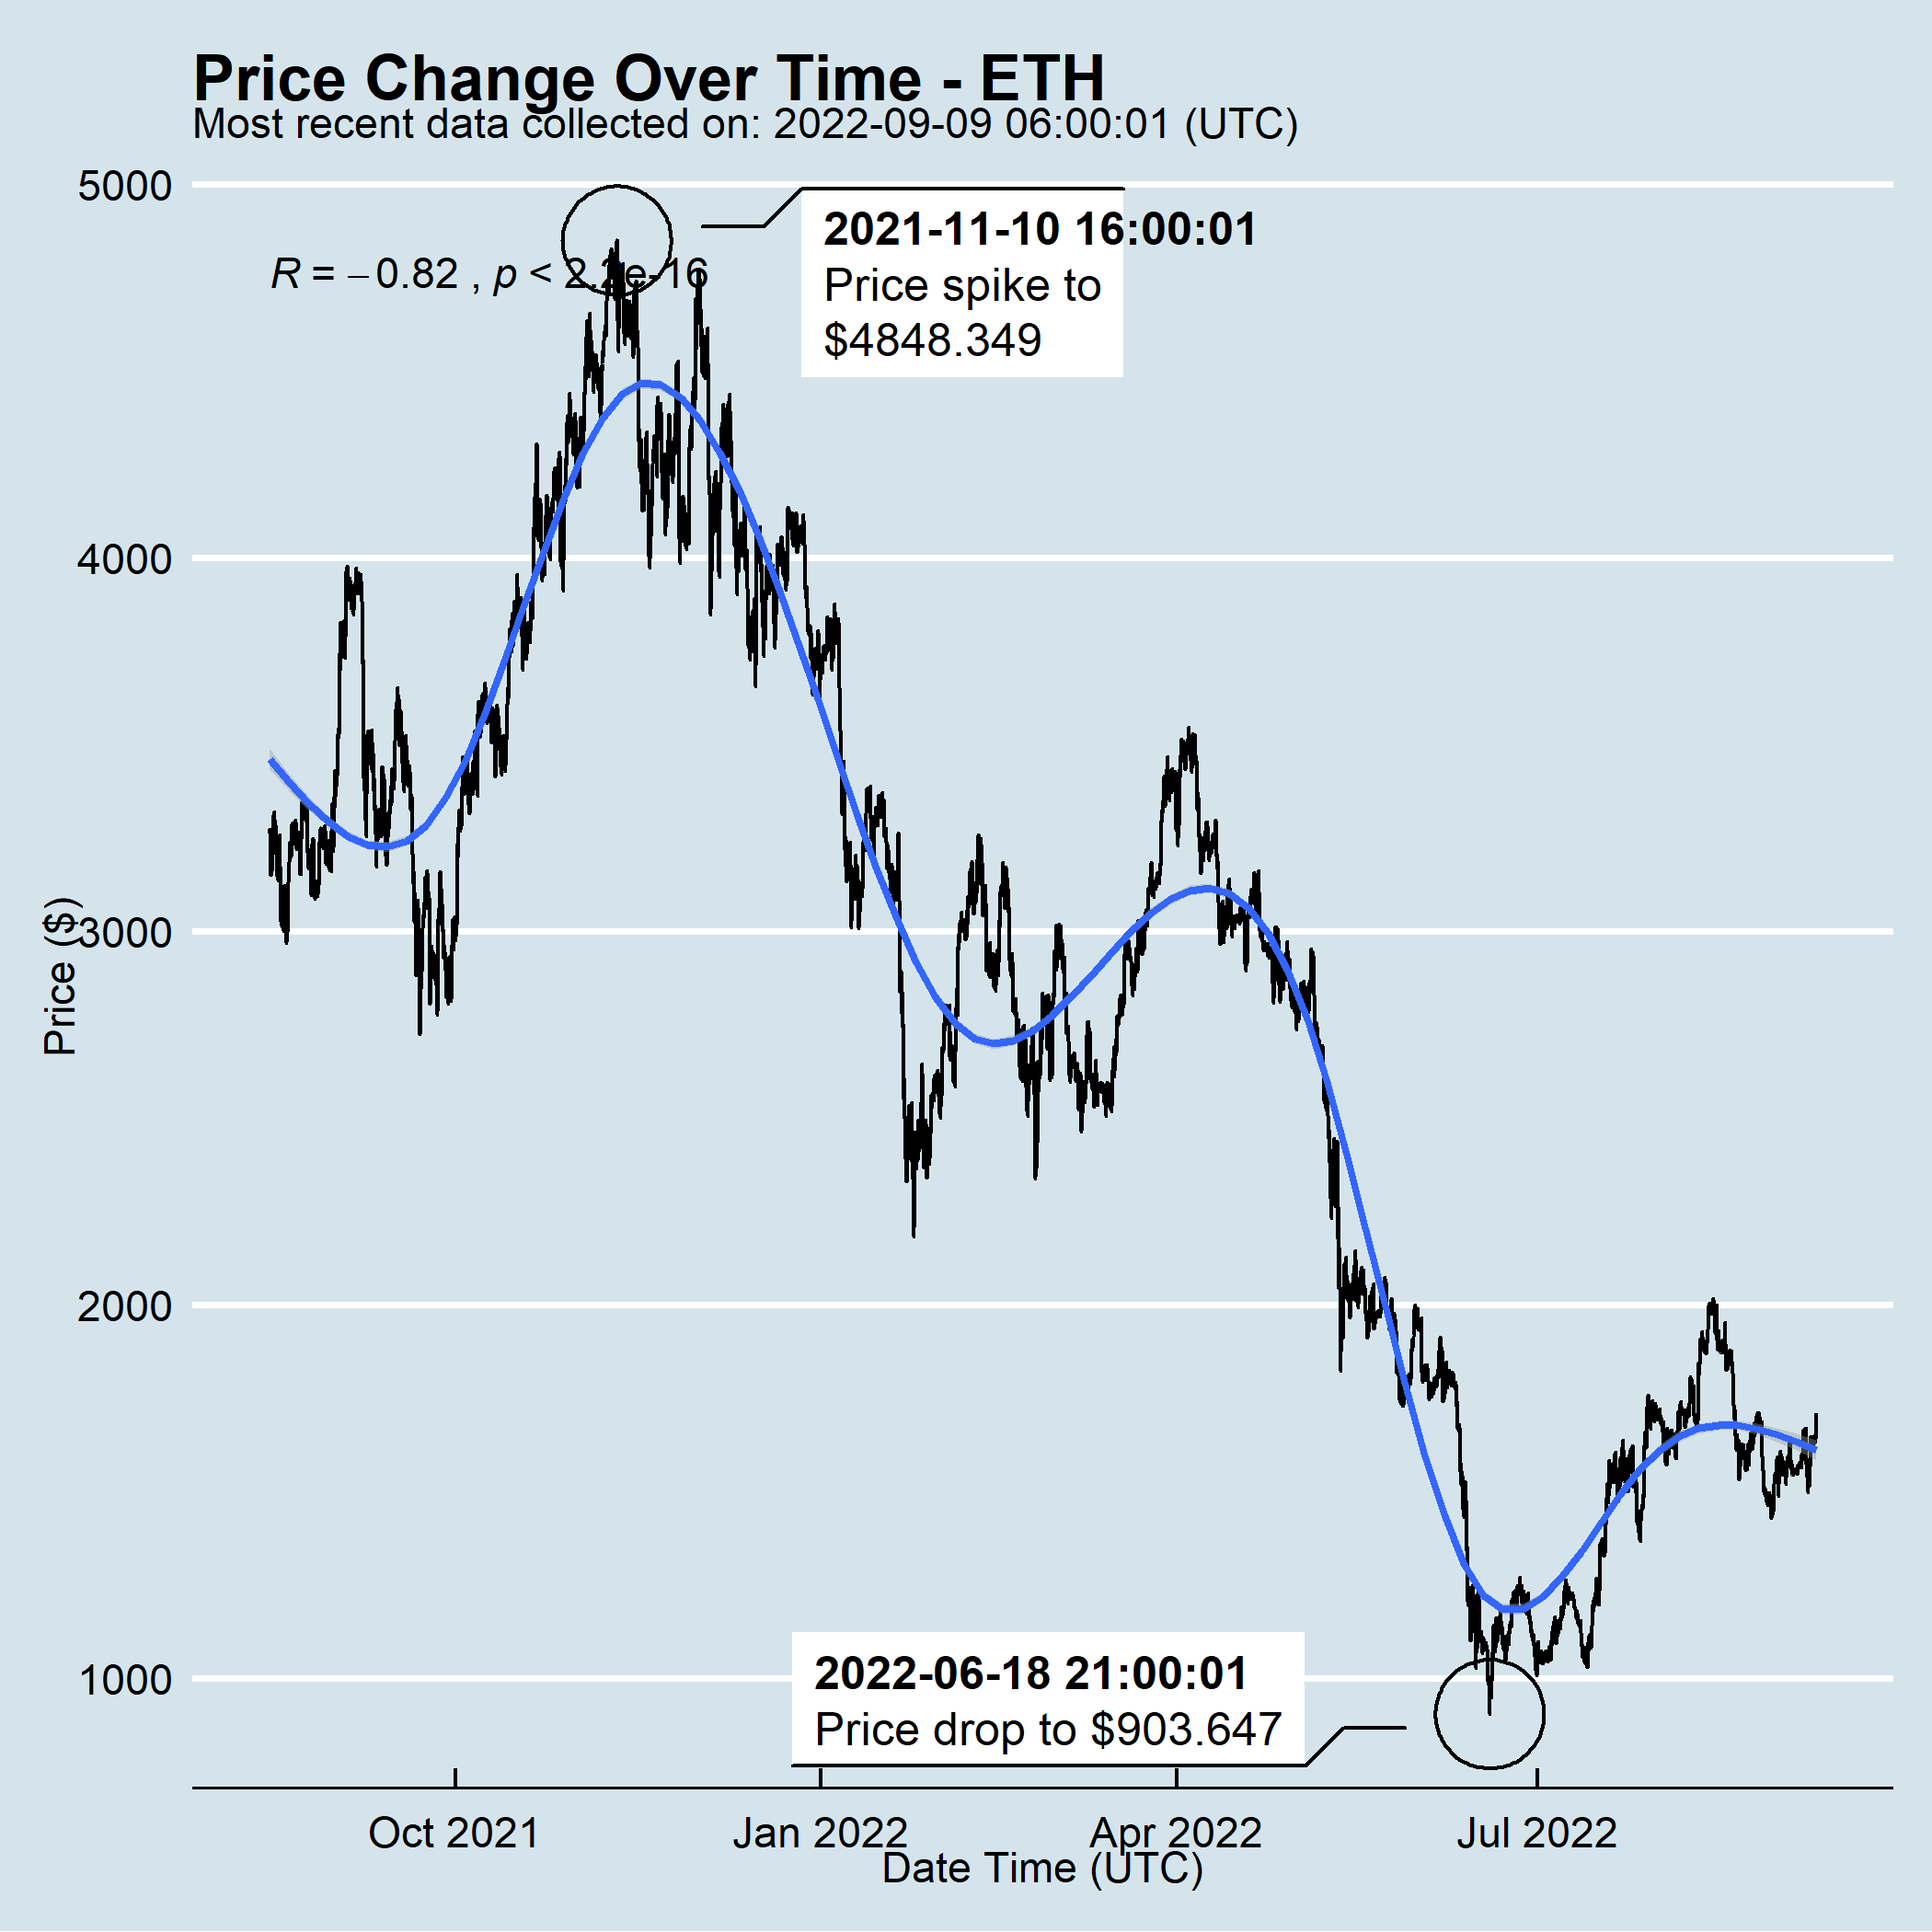 Price Change Over Time - ETH
Most recent data collected on: 2022-09-09 06:00:01 (UTC)
5000
2021-11-10 16:00:01
Price spike to
$4848.349
R = −0.82 , p < 2.2e-16
4000
3000
Price ($)
2000
1000
2022-06-18 21:00:01
Price drop to $903.647
Oct 2021
Jan 2022
Apr 2022
Jul 2022
Date Time (UTC)